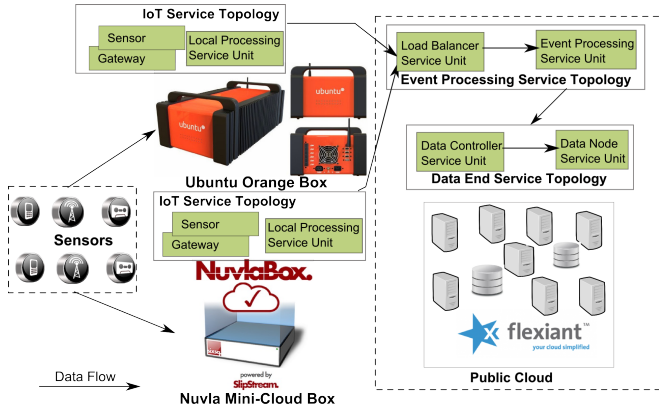 IoT Service Topology
Sensor
Gateway
Local Processing
Service Unit
ubuntu
ubuntu
Ubuntu Orange Box
IoT Service Topology
Sensor
Gateway
Local Processing
Service Unit
Sensors
NuvlaBox.
powered by
SlipStream.
Nuvla Mini-Cloud Box
Data Flow
Load Balancer
Service Unit
Event Processing
Service Unit
Event Processing Service Topology
Data Controller
Service Unit
Data Node
Service Unit
Data End Service Topology
flexiant™
your cloud simplified
Public Cloud